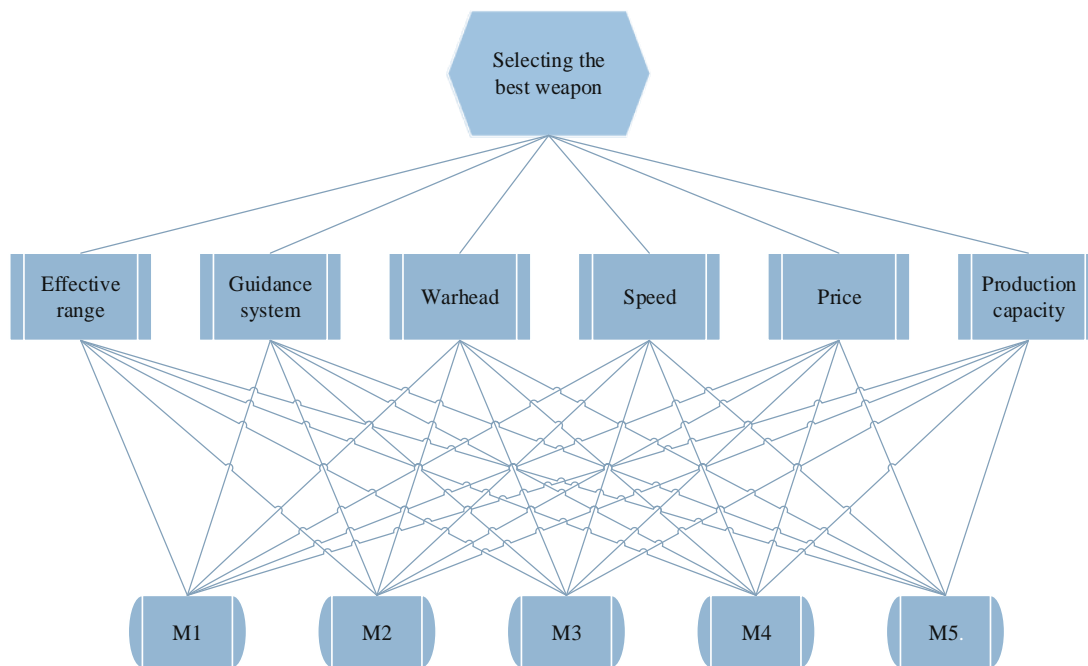 Selecting the
best weapon
Effective
range
Guidance
system
Warhead
Speed
Price
Production
capacity
M1
M2
M3
M4
M5.